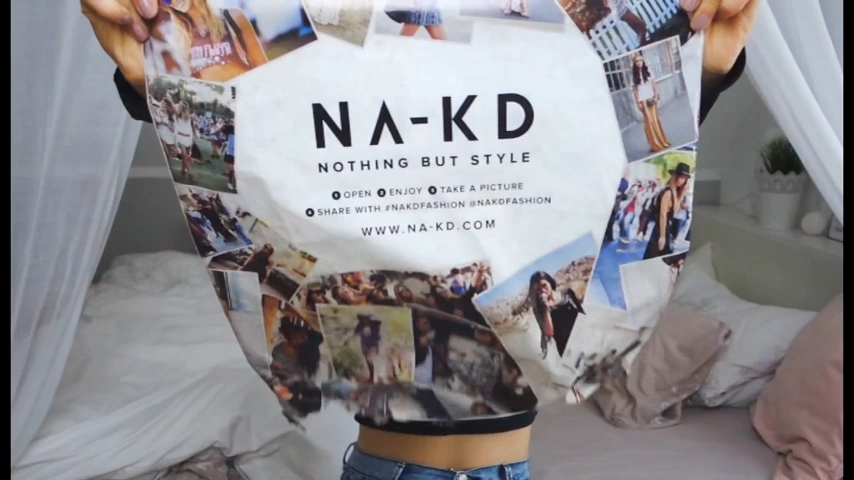 NA-KD
NOTHING BUT STYLE
1 OPEN 2 ENJOY 3 TAKE A PICTURE
4 SHARE WITH #NAKDFASHION @NAKDFASHION
WWW.NA-KD.COM